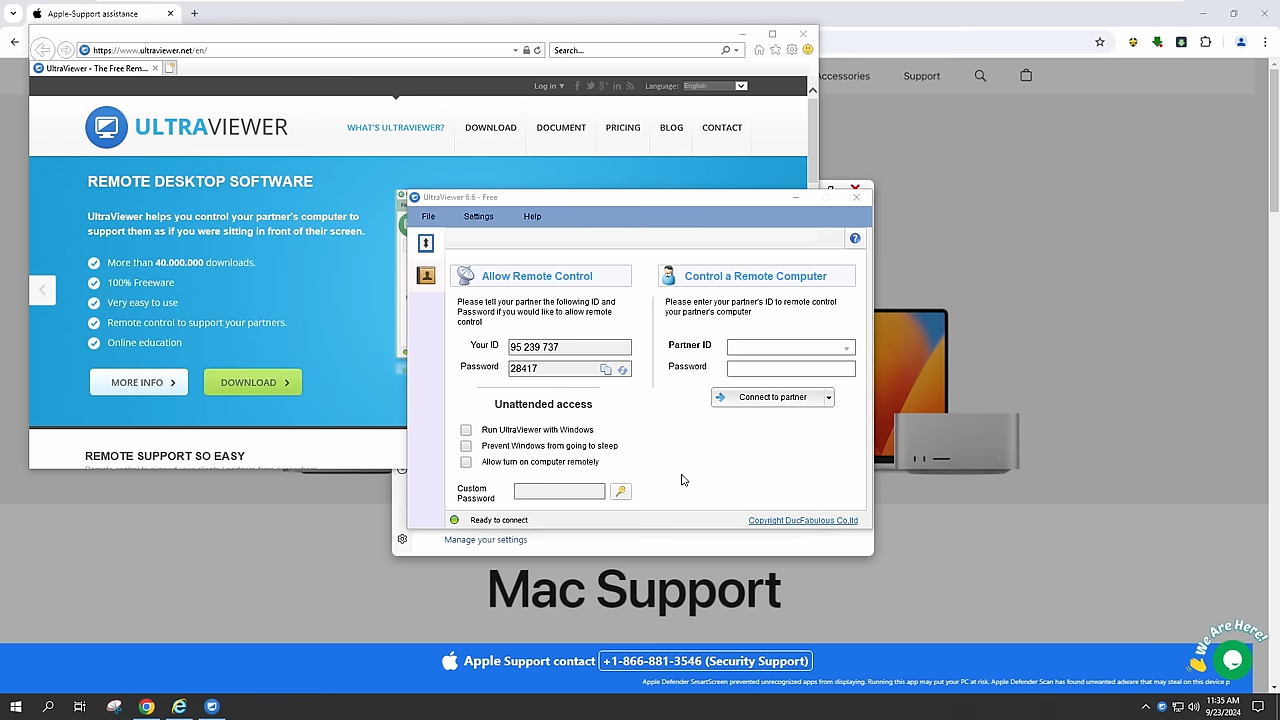 Apple-Support assistance
https://www.ultraviewer.net/en/
Search...
UltraViewer - The Free Rem...
Log in
Language: English
Accessories
Support
ULTRAVIEWER
WHAT'S ULTRAVIEWER?
DOWNLOAD
DOCUMENT
PRICING
BLOG
CONTACT
REMOTE DESKTOP SOFTWARE
UltraViewer helps you control your partner's computer to
support them as if you were sitting in front of their screen.
More than 40.000.000 downloads.
100% Freeware
Very easy to use
Remote control to support your partners.
Online education
MORE INFO
DOWNLOAD
REMOTE SUPPORT SO EASY
UltraViewer 6.6 - Free
File
Settings
Help
Allow Remote Control
Please tell your partner the following ID and
Password if you would like to allow remote
control
Your ID 95 239 737
Password 28417
Unattended access
Run UltraViewer with Windows
Prevent Windows from going to sleep
Allow turn on computer remotely
Custom
Password
Ready to connect
Control a Remote Computer
Please enter your partner's ID to remote control
your partner's computer
Partner ID
Password
Connect to partner
Copyright DucFabulous Co,ltd
Manage your settings
Mac Support
We Are Here!
Apple Support contact +1-866-881-3546 (Security Support)
Apple Defender SmartScreen prevented unrecognized apps from displaying. Running this app may put your PC at risk. Apple Defender Scan has found unwanted adware that may steal on this device p
11:35 AM
9/23/2024